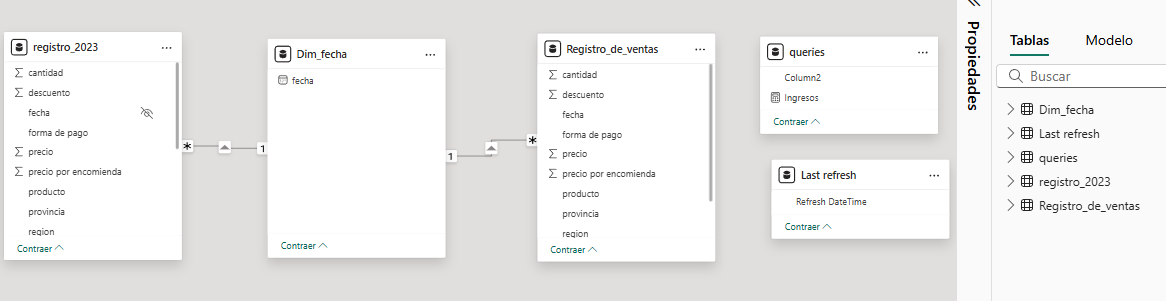 registro_2023 ...
cantidad
descuento
fecha
forma de pago
precio
precio por encomienda
producto
provincia
region
Contraer
* 1
Dim_fecha ...
fecha
Contraer
1 *
Registro_de_ventas ...
cantidad
descuento
fecha
forma de pago
precio
precio por encomienda
producto
provincia
region
Contraer
queries ...
Column2
Ingresos
Contraer
Last refresh ...
Refresh DateTime
Contraer
Propiedades
Tablas Modelo
Buscar
Dim_fecha
Last refresh
queries
registro_2023
Registro_de_ventas